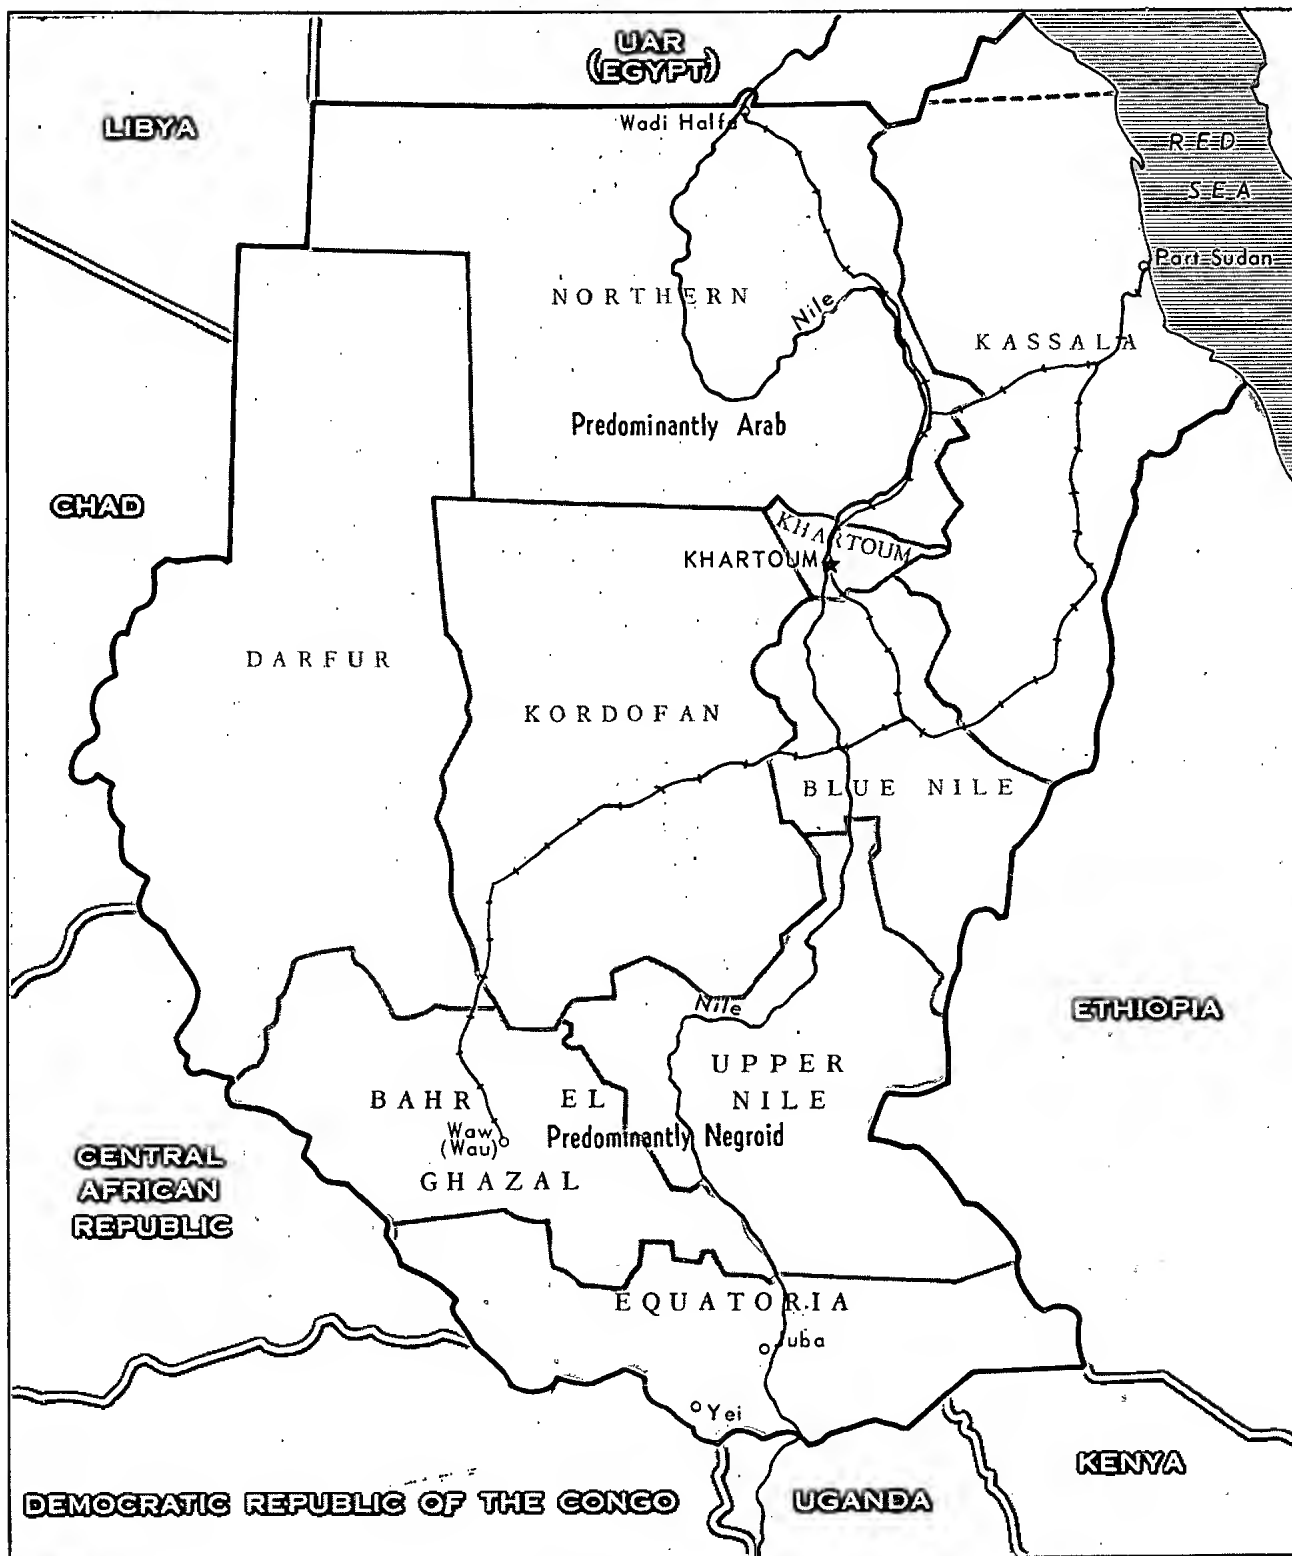 UAR
(EGYPT)
LIBYA
Wadi Halfa
RED
SEA
Port Sudan
NORTHERN
Nile
KASSALA
Predominantly Arab
CHAD
KHARTOUM
KHARTOUM
DARFUR
KORDOFAN
BLUE NILE
Nile
ETHIOPIA
UPPER
NILE
BAHR EL
GHAZAL
Waw
(Wau)
Predominantly Negroid
CENTRAL
AFRICAN
REPUBLIC
EQUATORIA
Juba
Yei
KENYA
DEMOCRATIC REPUBLIC OF THE CONGO
UGANDA